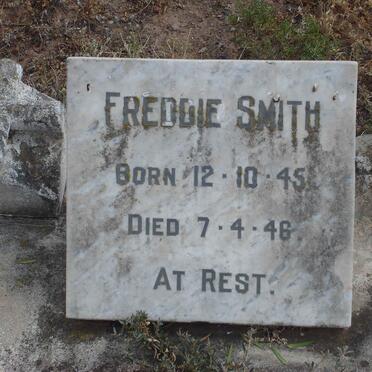 FREDDIE SMITH
BORN 12·10·45.
DIED 7·4·46.
AT REST.